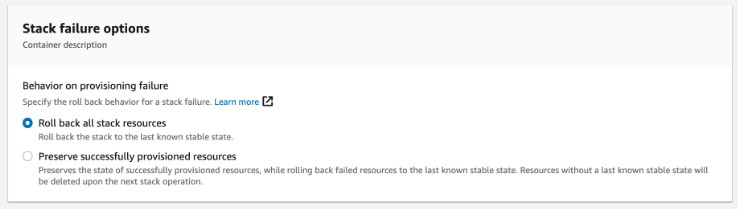 Stack failure options
Container description
Behavior on provisioning failure
Specify the roll back behavior for a stack failure. Learn more
Roll back all stack resources
Roll back the stack to the last known stable state.
Preserve successfully provisioned resources
Preserves the state of successfully provisioned resources, while rolling back failed resources to the last known stable state. Resources without a last known stable state will
be deleted upon the next stack operation.